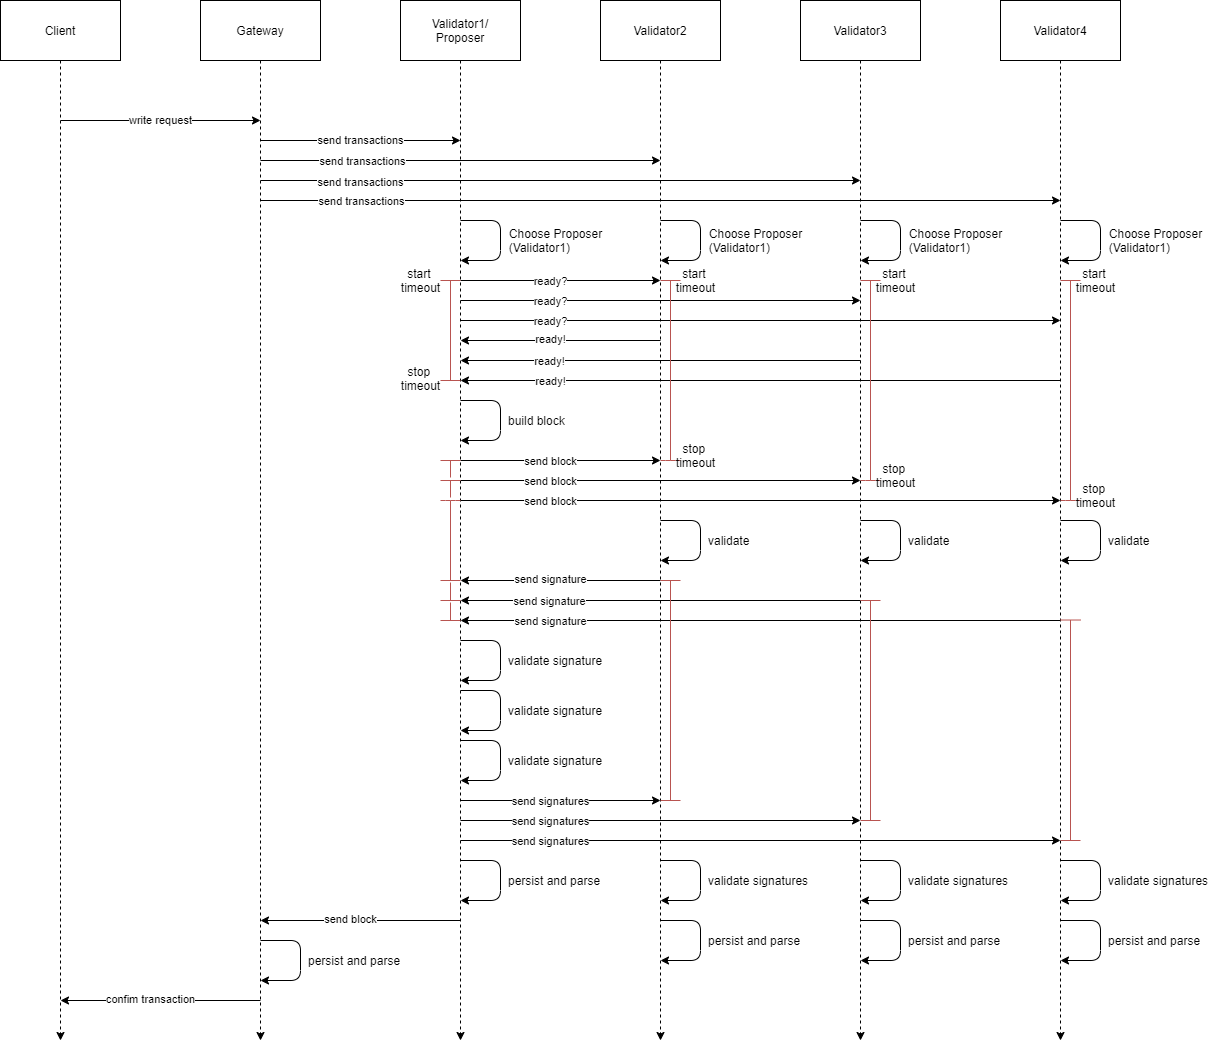 Client
Gateway
Validator1/
Proposer
Validator2
Validator3
Validator4
write request
send transactions
send transactions
send transactions
send transactions
Choose Proposer
(Validator1)
Choose Proposer
(Validator1)
Choose Proposer
(Validator1)
Choose Proposer
(Validator1)
start
timeout
ready?
start
timeout
start
timeout
start
timeout
ready?
ready?
ready!
ready!
stop
timeout
ready!
build block
send block
stop
timeout
send block
stop
timeout
send block
stop
timeout
validate
validate
validate
send signature
send signature
send signature
validate signature
validate signature
validate signature
send signatures
send signatures
send signatures
persist and parse
validate signatures
validate signatures
validate signatures
send block
persist and parse
persist and parse
persist and parse
persist and parse
confim transaction